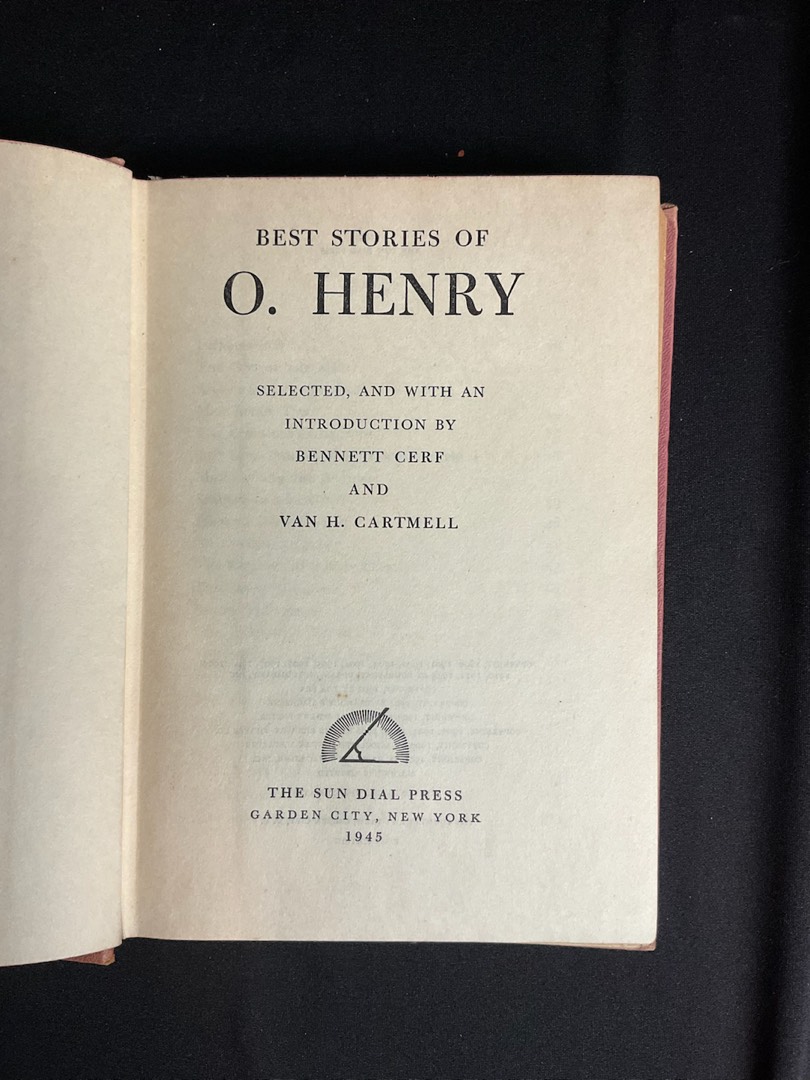 BEST STORIES OF
O. HENRY
SELECTED, AND WITH AN
INTRODUCTION BY
BENNETT CERF
AND
VAN H. CARTMELL
THE SUN DIAL PRESS
GARDEN CITY, NEW YORK
1945